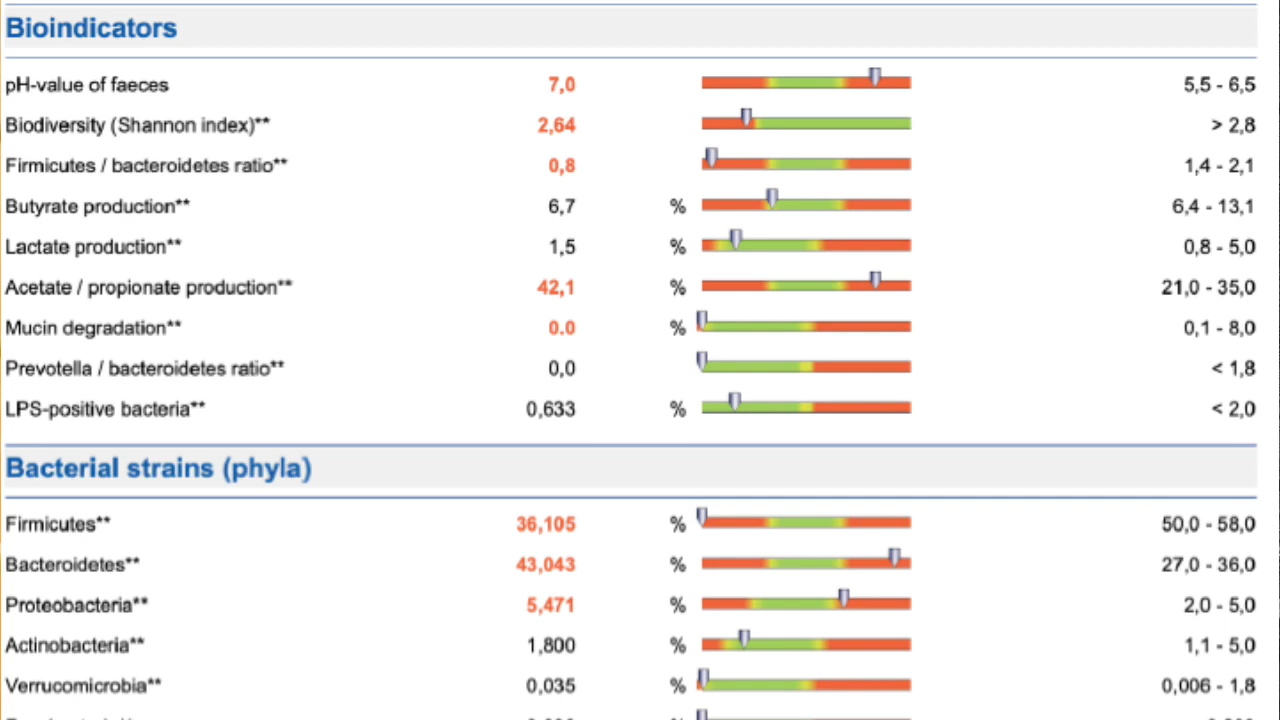 Bioindicators
pH-value of faeces 7,0 5,5 - 6,5
Biodiversity (Shannon index)** 2,64 > 2,8
Firmicutes / bacteroidetes ratio** 0,8 1,4 - 2,1
Butyrate production** 6,7 % 6,4 - 13,1
Lactate production** 1,5 % 0,8 - 5,0
Acetate / propionate production** 42,1 % 21,0 - 35,0
Mucin degradation** 0.0 % 0,1 - 8,0
Prevotella / bacteroidetes ratio** 0,0 < 1,8
LPS-positive bacteria** 0,633 % < 2,0
Bacterial strains (phyla)
Firmicutes** 36,105 % 50,0 - 58,0
Bacteroidetes** 43,043 % 27,0 - 36,0
Proteobacteria** 5,471 % 2,0 - 5,0
Actinobacteria** 1,800 % 1,1 - 5,0
Verrucomicrobia** 0,035 % 0,006 - 1,8